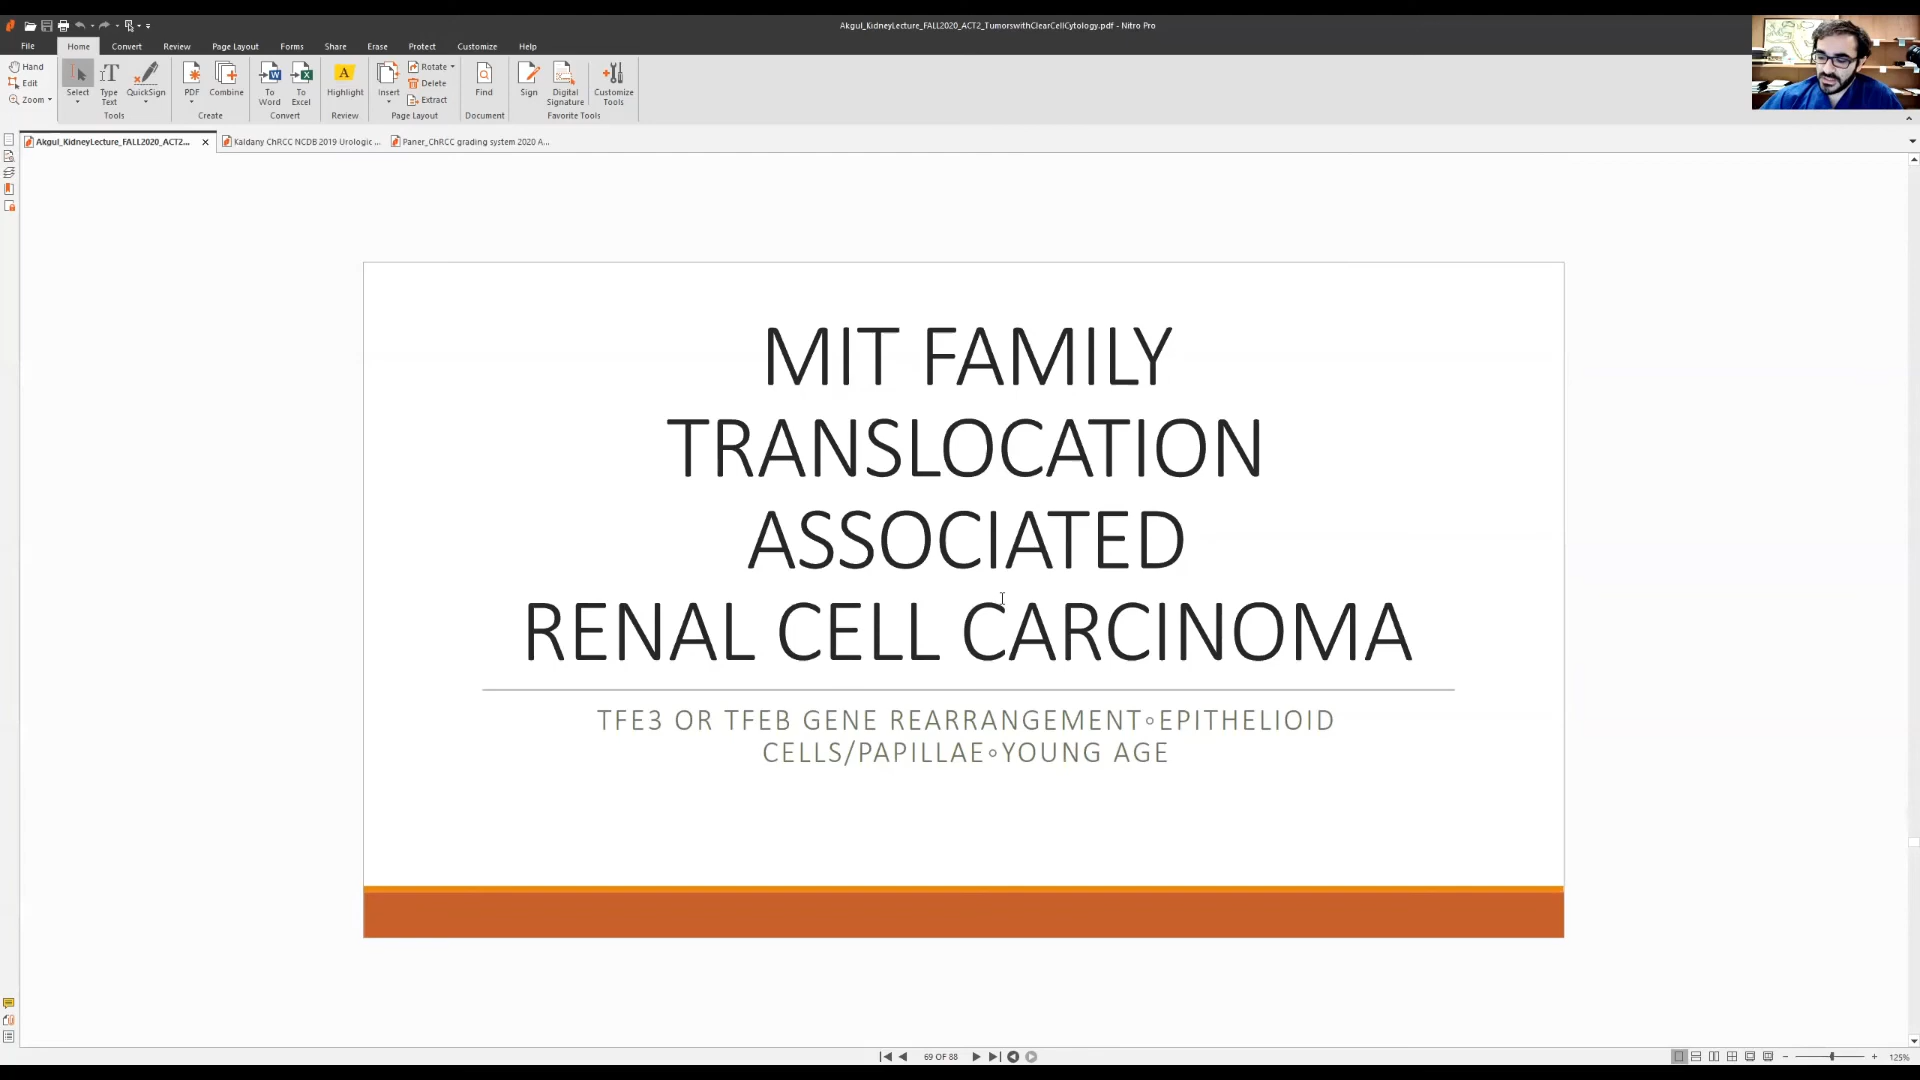 Akgul_KidneyLecture_FALL2020_ACT2_TumorswithClearCellCytology.pdf - Nitro Pro
File Home Convert Review Page Layout Forms Share Erase Protect Customize Help
Hand
Edit
Zoom
Select
Type Text
QuickSign
Tools
PDF
Combine
Create
To Word
To Excel
Convert
Highlight
Review
Insert
Rotate
Delete
Extract
Page Layout
Find
Document
Sign
Digital Signature
Customize Tools
Favorite Tools
Akgul_KidneyLecture_FALL2020_ACT2... Kaldany ChRCC NCDB 2019 Urologic ... Paner_ChRCC grading system 2020 A...
MIT FAMILY
TRANSLOCATION
ASSOCIATED
RENAL CELL CARCINOMA
TFE3 OR TFEB GENE REARRANGEMENT◦EPITHELIOID
CELLS/PAPILLAE◦YOUNG AGE
69 OF 88
125%